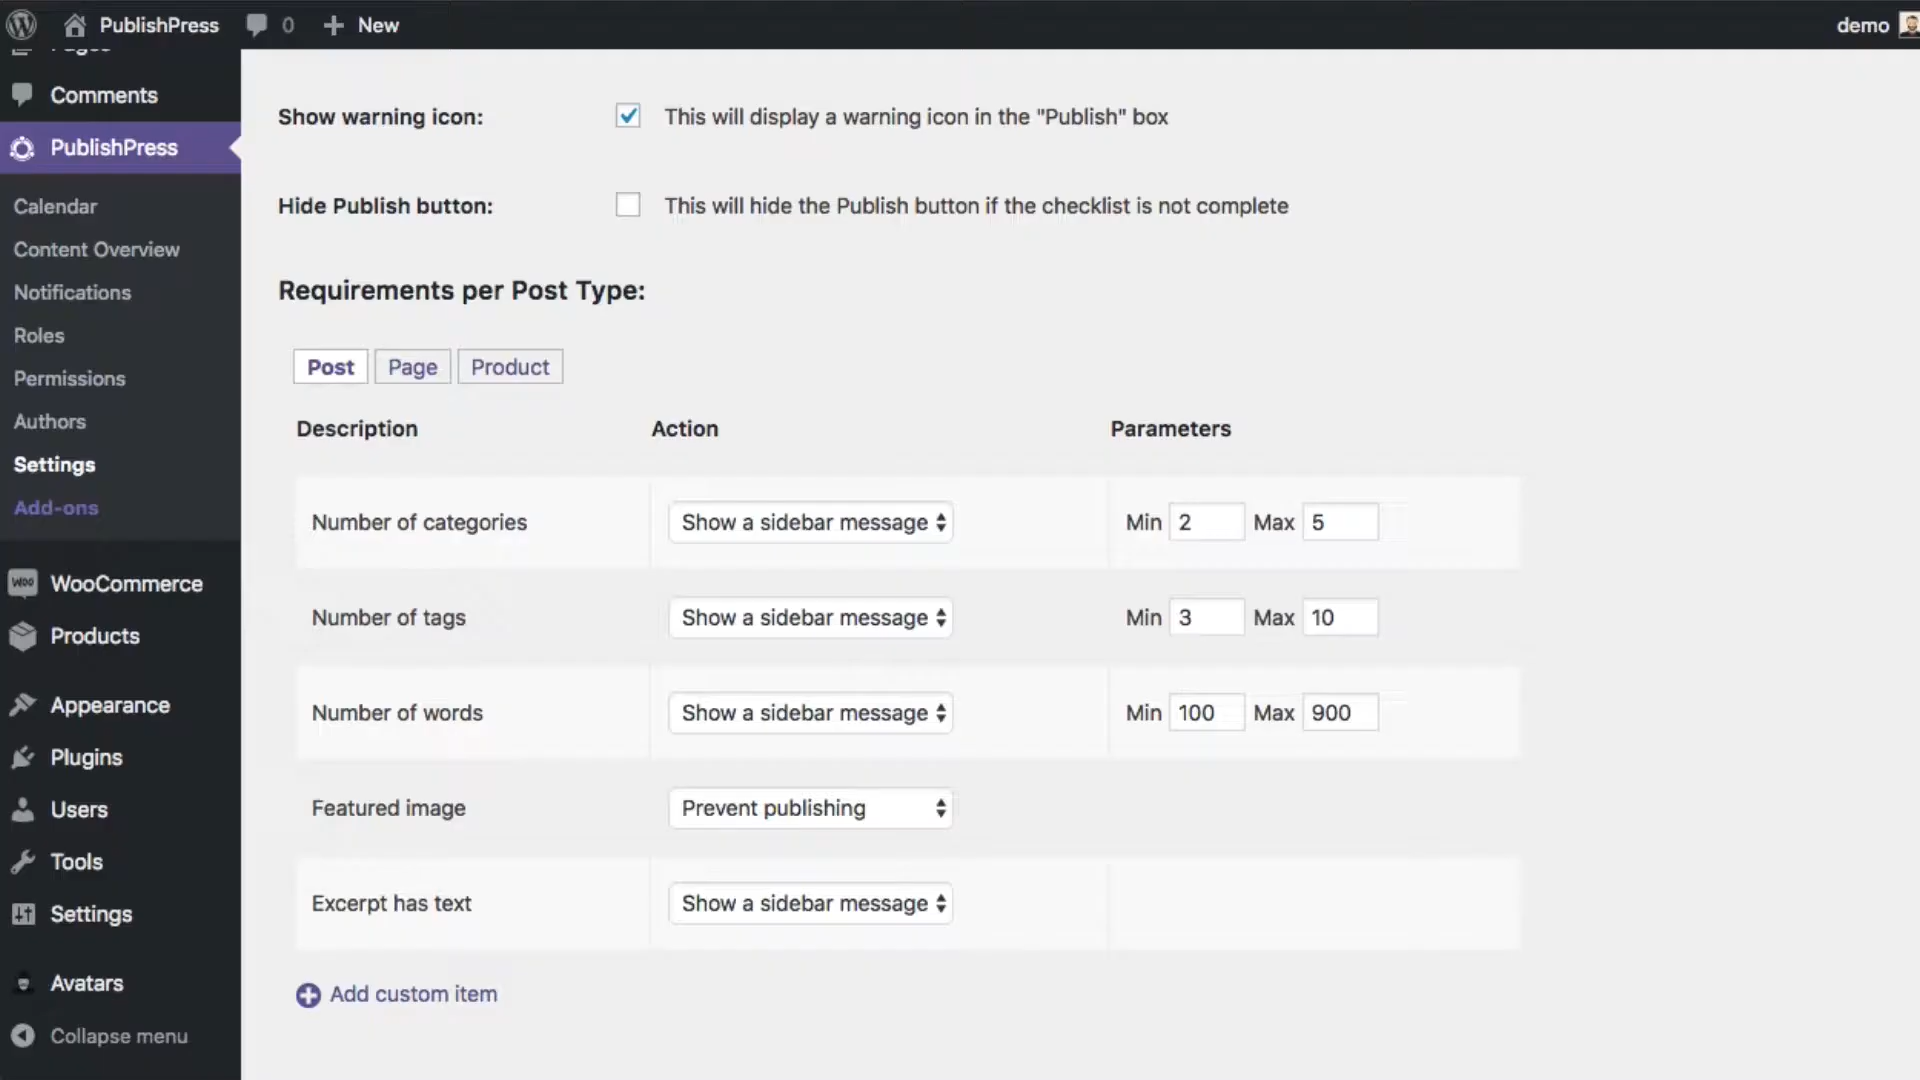 PublishPress 0 New demo
Pages
Comments
PublishPress
Calendar
Content Overview
Notifications
Roles
Permissions
Authors
Settings
Add-ons
WooCommerce
Products
Appearance
Plugins
Users
Tools
Settings
Avatars
Collapse menu
Show warning icon: This will display a warning icon in the "Publish" box
Hide Publish button: This will hide the Publish button if the checklist is not complete
Requirements per Post Type:
Post Page Product
Description Action Parameters
Number of categories Show a sidebar message Min 2 Max 5
Number of tags Show a sidebar message Min 3 Max 10
Number of words Show a sidebar message Min 100 Max 900
Featured image Prevent publishing
Excerpt has text Show a sidebar message
Add custom item